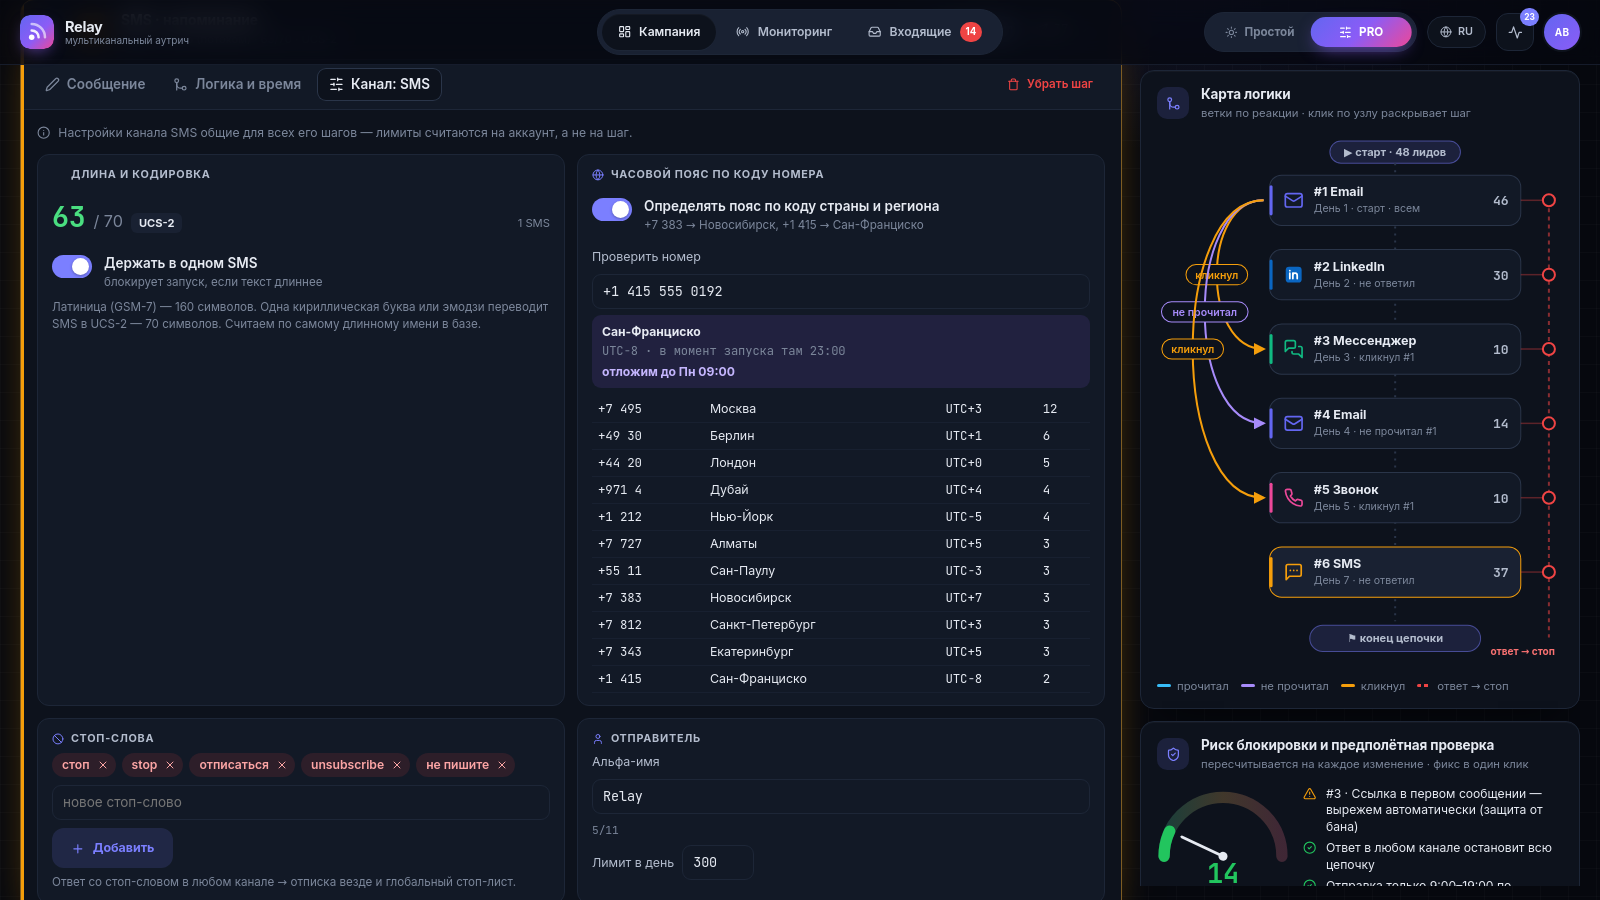 Relay
мультиканальный аутрич
Кампания
Мониторинг
Входящие 14
Простой
PRO
RU
23
АВ
Сообщение
Логика и время
Канал: SMS
Убрать шаг
Настройки канала SMS общие для всех его шагов — лимиты считаются на аккаунт, а не на шаг.
ДЛИНА И КОДИРОВКА
63 / 70 UCS-2
1 SMS
Держать в одном SMS
блокирует запуск, если текст длиннее
Латиница (GSM-7) — 160 символов. Одна кириллическая буква или эмодзи переводит
SMS в UCS-2 — 70 символов. Считаем по самому длинному имени в базе.
ЧАСОВОЙ ПОЯС ПО КОДУ НОМЕРА
Определять пояс по коду страны и региона
+7 383 → Новосибирск, +1 415 → Сан-Франциско
Проверить номер
+1 415 555 0192
Сан-Франциско
UTC-8 · в момент запуска там 23:00
отложим до Пн 09:00
+7 495 Москва UTC+3 12
+49 30 Берлин UTC+1 6
+44 20 Лондон UTC+0 5
+971 4 Дубай UTC+4 4
+1 212 Нью-Йорк UTC-5 4
+7 727 Алматы UTC+5 3
+55 11 Сан-Паулу UTC-3 3
+7 383 Новосибирск UTC+7 3
+7 812 Санкт-Петербург UTC+3 3
+7 343 Екатеринбург UTC+5 3
+1 415 Сан-Франциско UTC-8 2
СТОП-СЛОВА
стоп × stop × отписаться × unsubscribe × не пишите ×
новое стоп-слово
+ Добавить
Ответ со стоп-словом в любом канале → отписка везде и глобальный стоп-лист.
ОТПРАВИТЕЛЬ
Альфа-имя
Relay
5/11
Лимит в день 300
Карта логики
ветки по реакции · клик по узлу раскрывает шаг
▶ старт · 48 лидов
#1 Email
День 1 · старт · всем
46
кликнул
#2 LinkedIn
День 2 · не ответил
30
не прочитал
#3 Мессенджер
День 3 · кликнул #1
10
кликнул
#4 Email
День 4 · не прочитал #1
14
#5 Звонок
День 5 · кликнул #1
10
#6 SMS
День 7 · не ответил
37
⚑ конец цепочки
ответ → стоп
прочитал
не прочитал
кликнул
ответ → стоп
Риск блокировки и предполётная проверка
пересчитывается на каждое изменение · фикс в один клик
14
#3 · Ссылка в первом сообщении —
вырежем автоматически (защита от
бана)
Ответ в любом канале остановит всю
цепочку
Отправка только 9:00–19:00 по